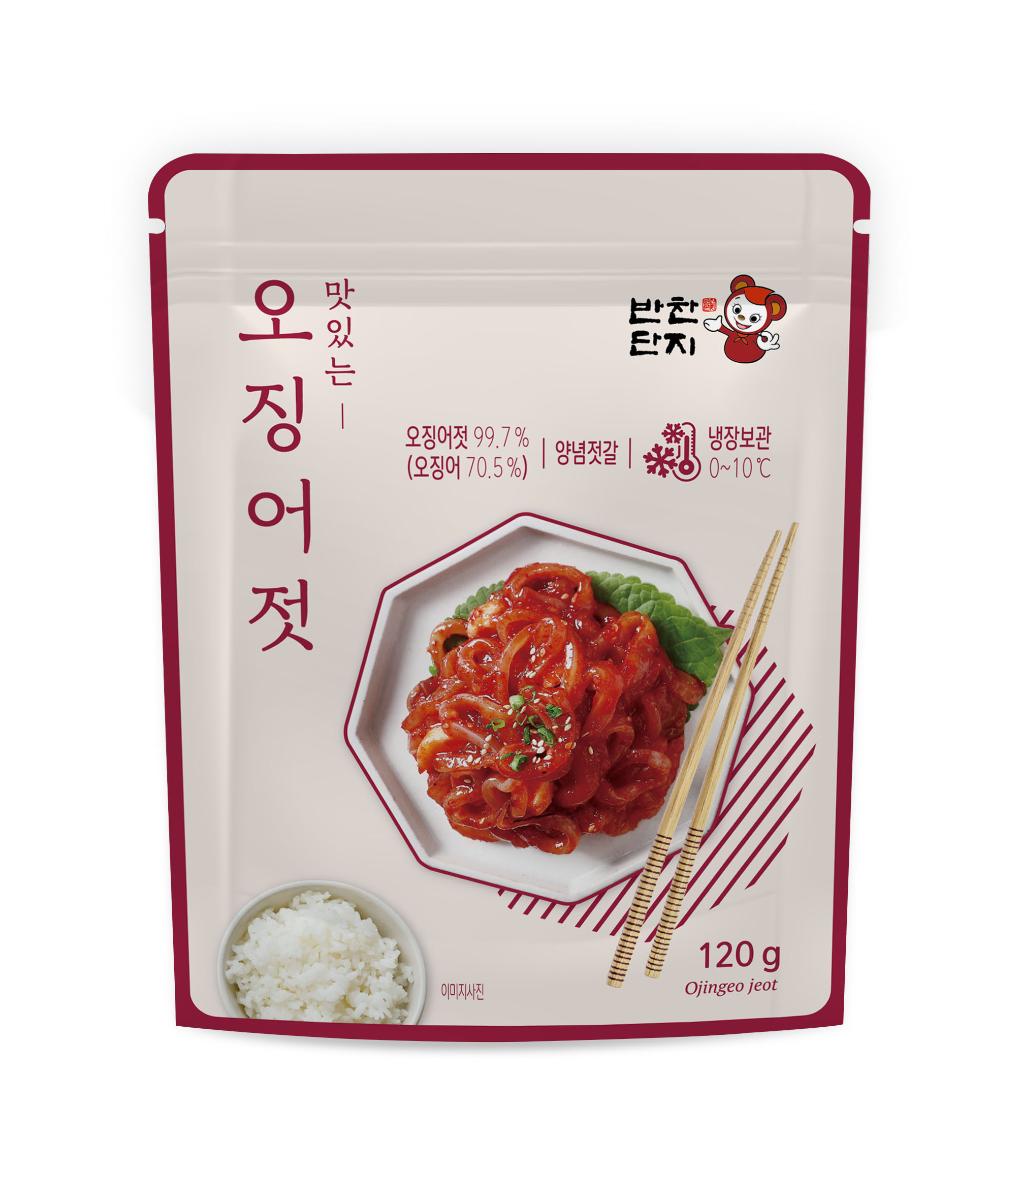 맛있는
오징어젓
반찬
단지
오징어젓 99.7%
(오징어 70.5%)
양념젓갈
냉장보관
0~10℃
120 g
Ojingeo jeot
이미지사진